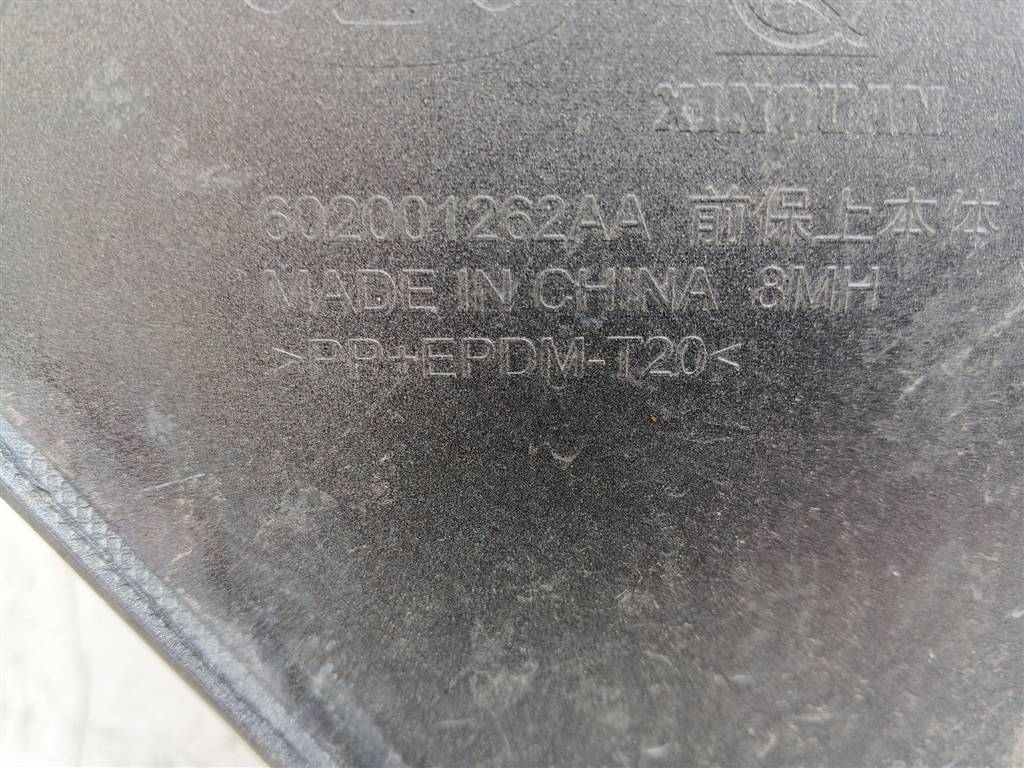 602001262AA 前保上本体
MADE IN CHINA 8MH
>PP+EPDM-T20<